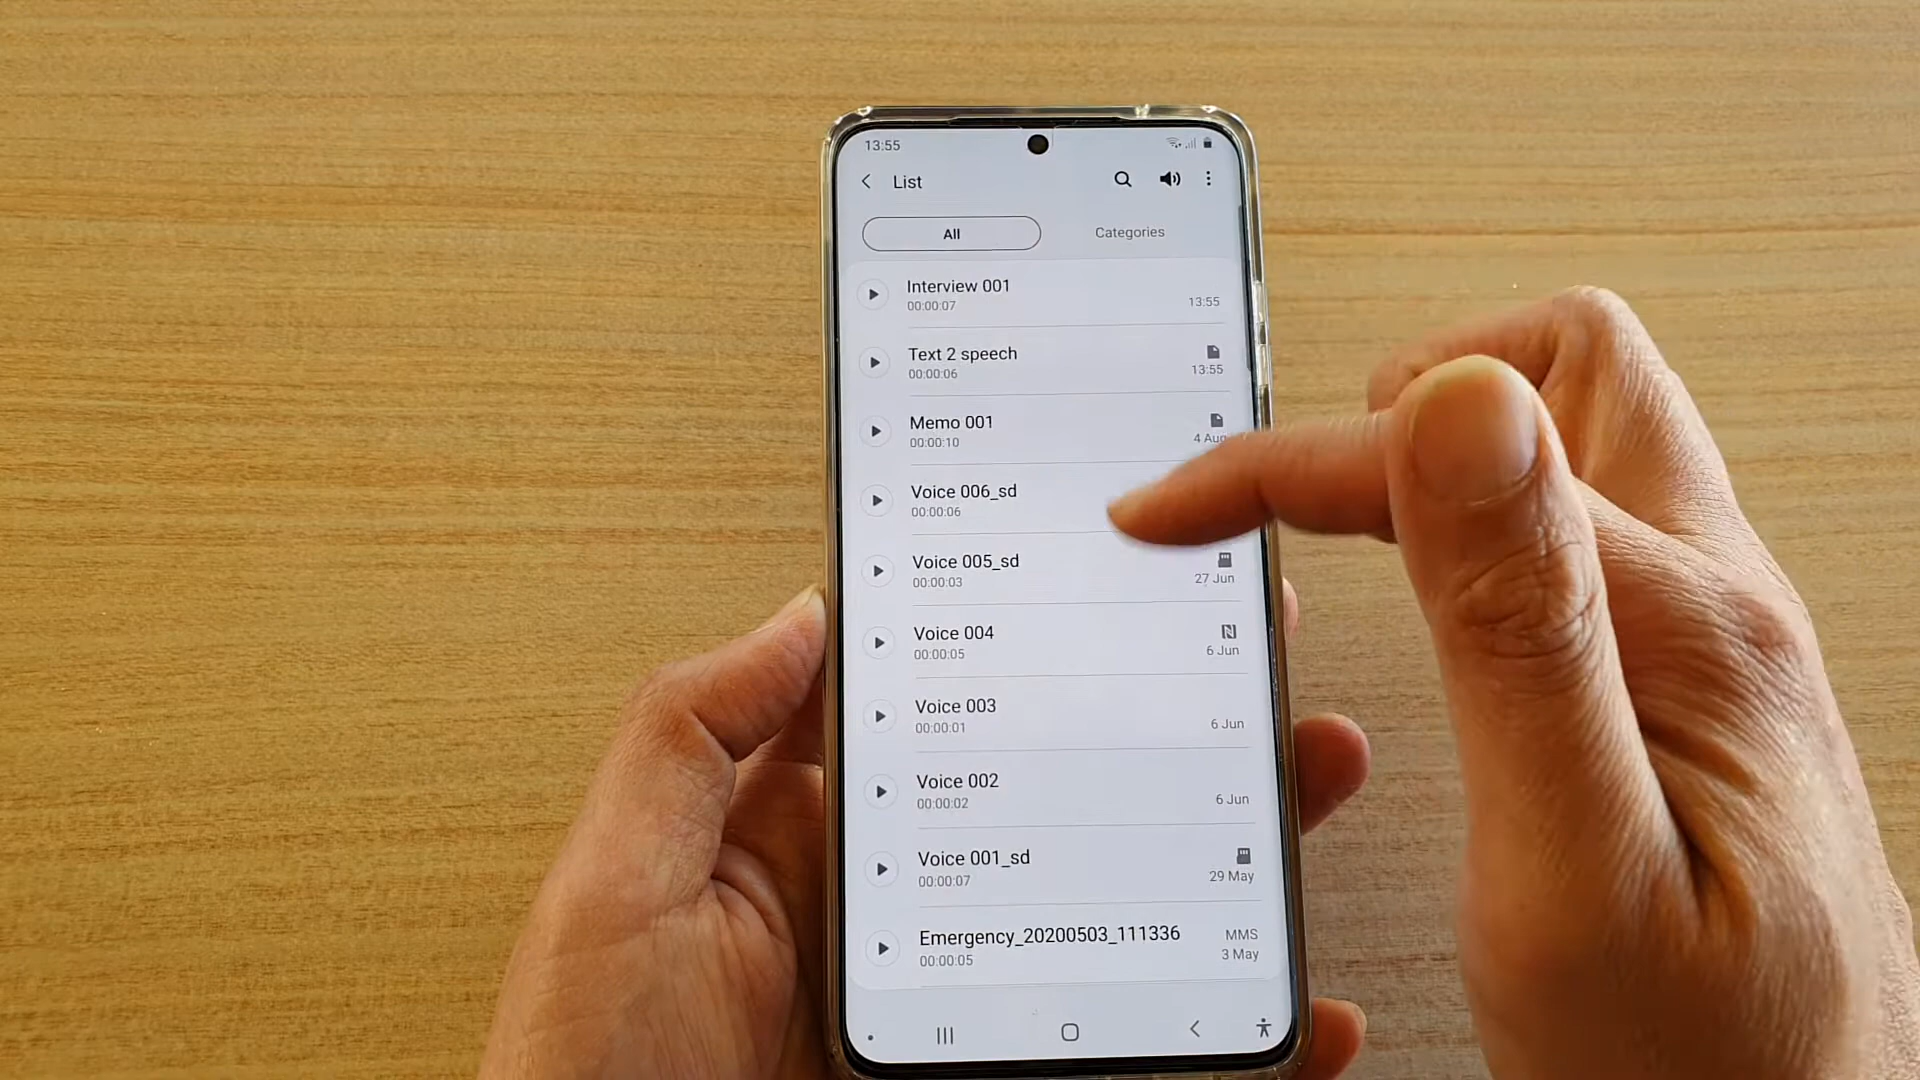 13:55
List
All
Categories
Interview 001
00:00:07
13:55
Text 2 speech
00:00:06
13:55
Memo 001
00:00:10
4 Aug
Voice 006_sd
00:00:06
Voice 005_sd
00:00:03
27 Jun
Voice 004
00:00:05
6 Jun
Voice 003
00:00:01
6 Jun
Voice 002
00:00:02
6 Jun
Voice 001_sd
00:00:07
29 May
Emergency_20200503_111336
MMS
00:00:05
3 May